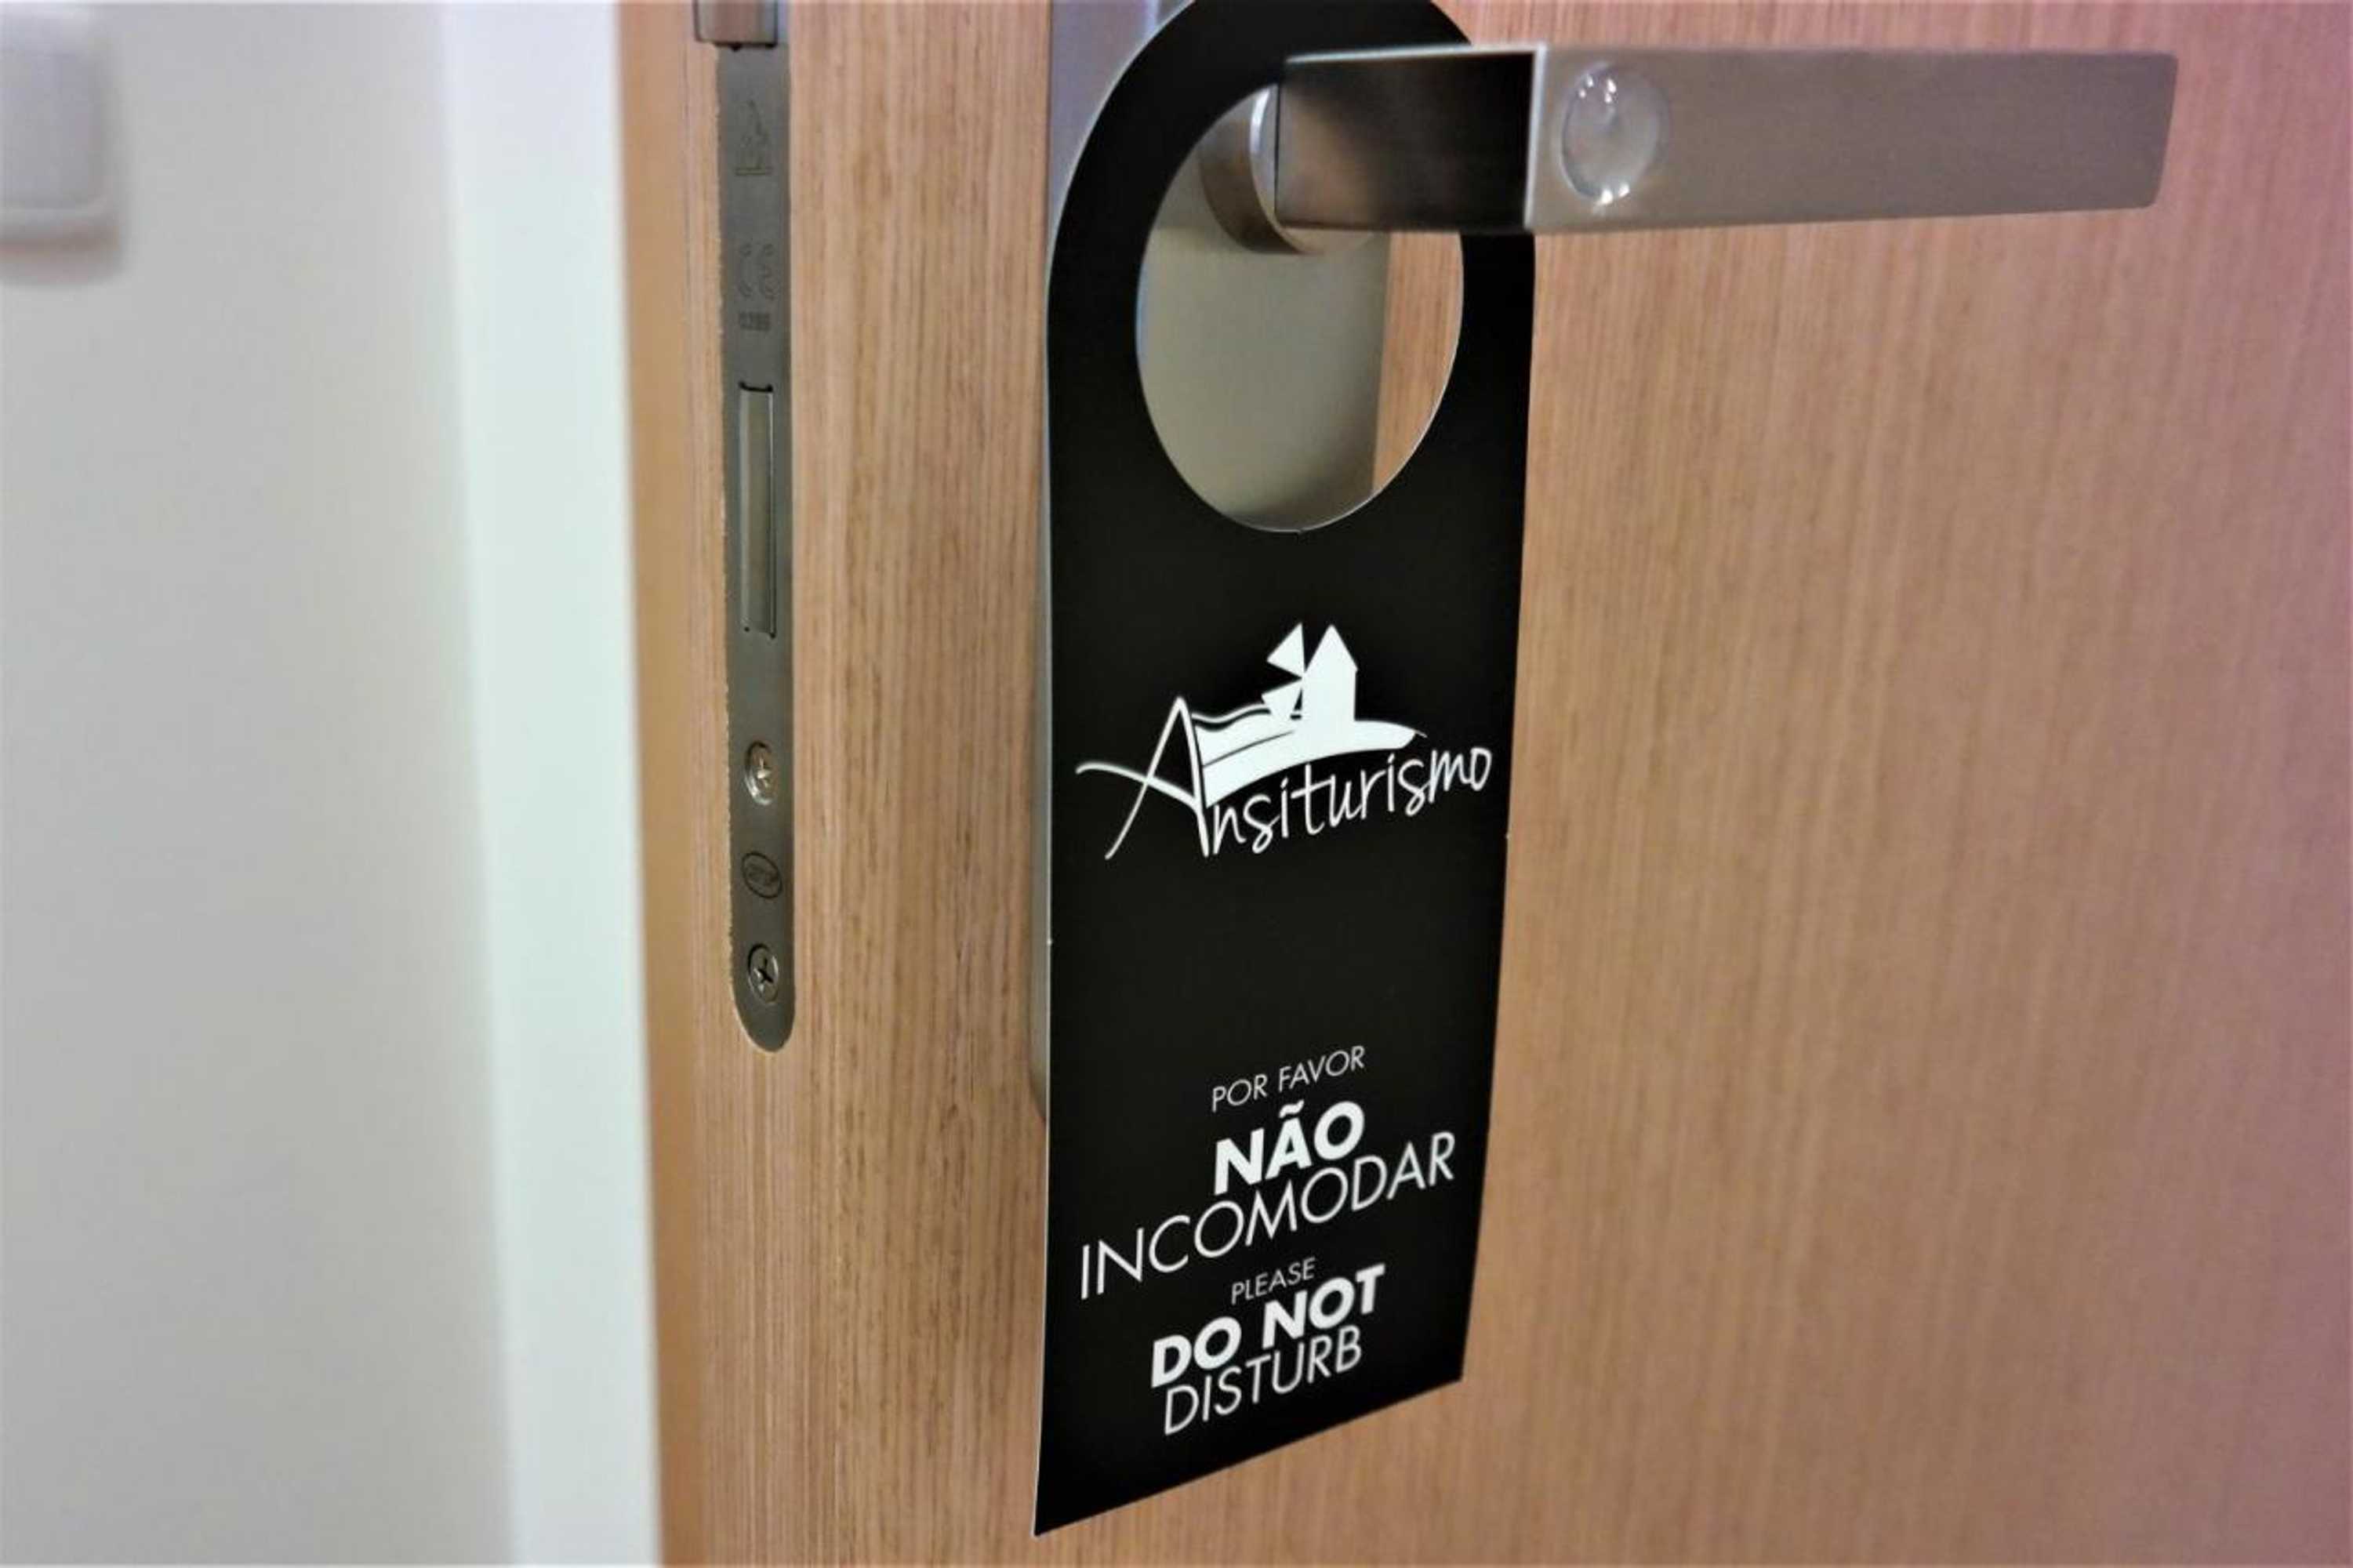 Ansiturismo
POR FAVOR
NÃO
INCOMODAR
PLEASE
DO NOT
DISTURB